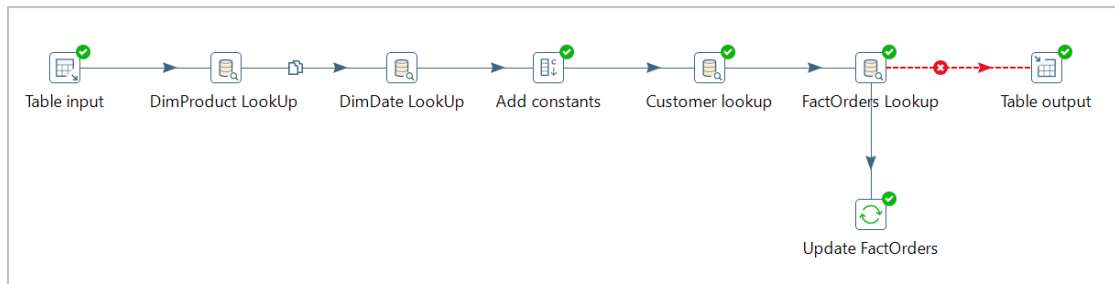 Table input
DimProduct LookUp
DimDate LookUp
Add constants
Customer lookup
FactOrders Lookup
Table output
Update FactOrders